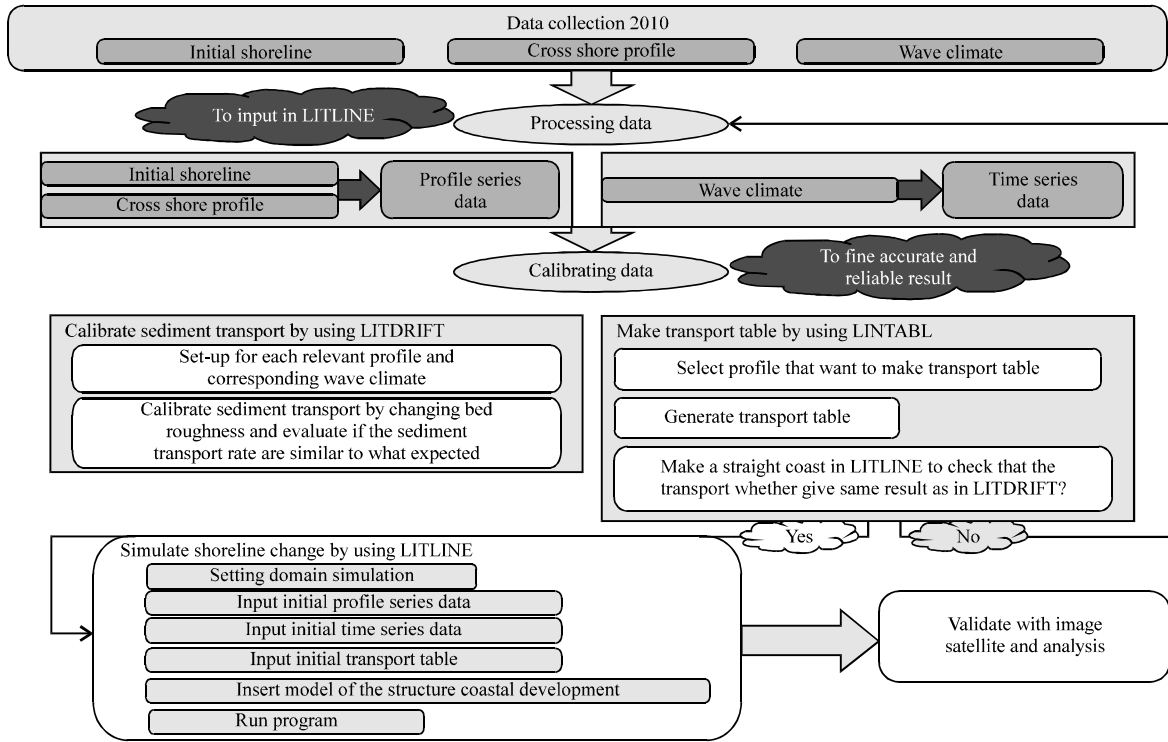 Data collection 2010
Initial shoreline
Cross shore profile
Wave climate
To input in LITLINE
Processing data
Initial shoreline
Cross shore profile
Profile series
data
Wave climate
Time series
data
Calibrating data
To fine accurate and
reliable result
Calibrate sediment transport by using LITDRIFT
Set-up for each relevant profile and
corresponding wave climate
Calibrate sediment transport by changing bed
roughness and evaluate if the sediment
transport rate are similar to what expected
Make transport table by using LINTABL
Select profile that want to make transport table
Generate transport table
Make a straight coast in LITLINE to check that the
transport whether give same result as in LITDRIFT?
Yes
No
Simulate shoreline change by using LITLINE
Setting domain simulation
Input initial profile series data
Input initial time series data
Input initial transport table
Insert model of the structure coastal development
Run program
Validate with image
satellite and analysis